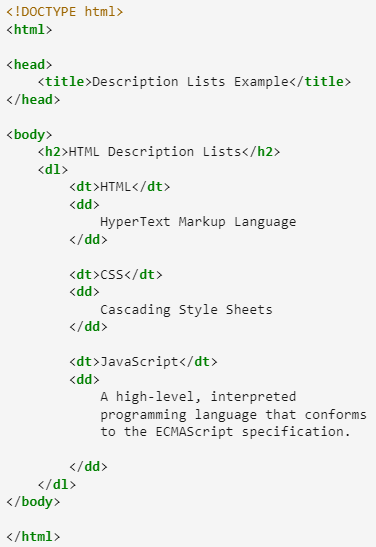 <!DOCTYPE html>
<html>
<head>
<title>Description Lists Example</title>
</head>
<body>
<h2>HTML Description Lists</h2>
<dl>
<dt>HTML</dt>
<dd>
HyperText Markup Language
</dd>
<dt>CSS</dt>
<dd>
Cascading Style Sheets
</dd>
<dt>JavaScript</dt>
<dd>
A high-level, interpreted
programming language that conforms
to the ECMAScript specification.
</dd>
</dl>
</body>
</html>